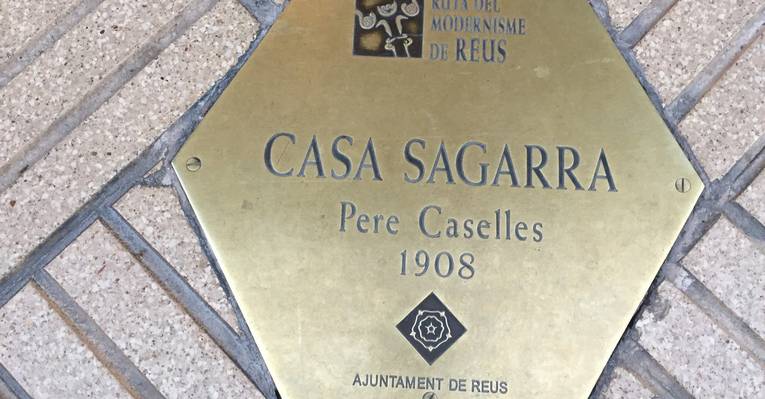 RUTA DEL
MODERNISME
DE REUS
CASA SAGARRA
Pere Caselles
1908
AJUNTAMENT DE REUS